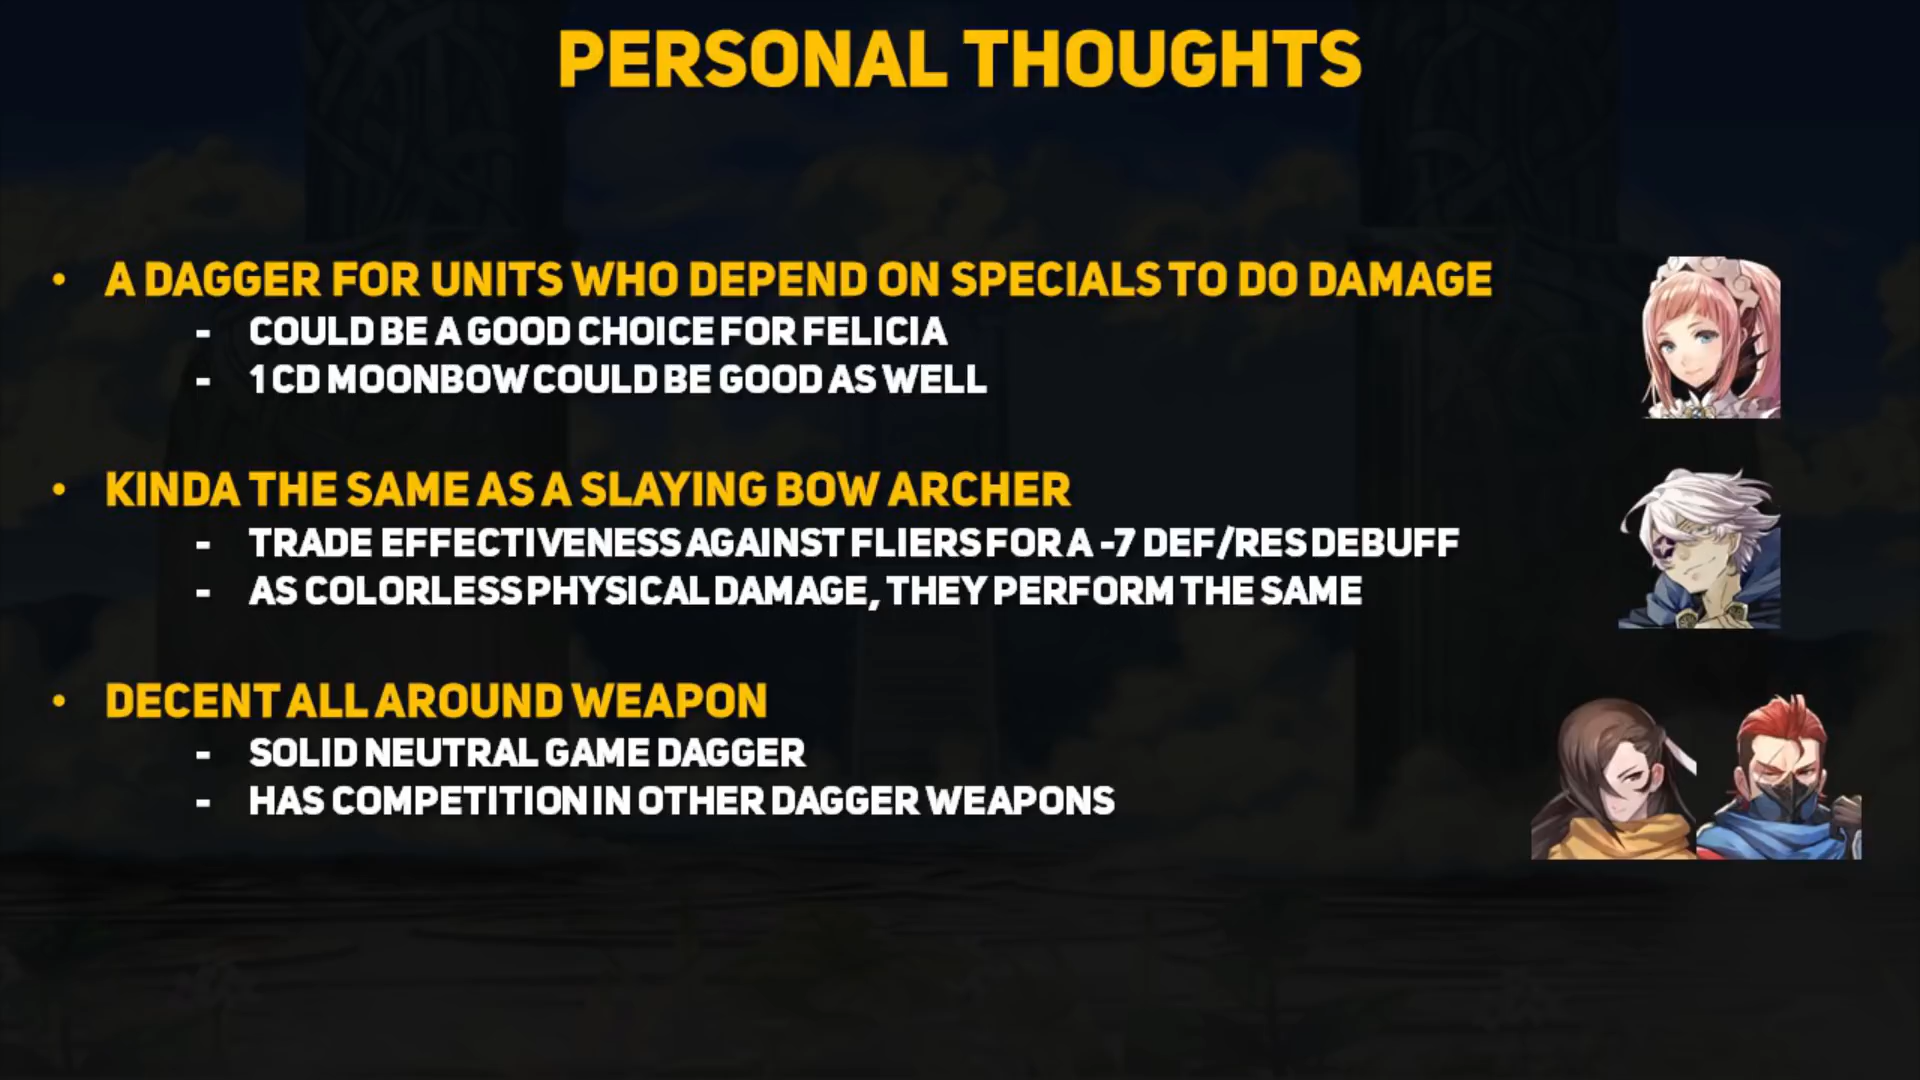 PERSONAL THOUGHTS
• A DAGGER FOR UNITS WHO DEPEND ON SPECIALS TO DO DAMAGE
- COULD BE A GOOD CHOICE FOR FELICIA
- 1 CD MOONBOW COULD BE GOOD AS WELL
• KINDA THE SAME AS A SLAYING BOW ARCHER
- TRADE EFFECTIVENESS AGAINST FLIERS FOR A -7 DEF/RES DEBUFF
- AS COLORLESS PHYSICAL DAMAGE, THEY PERFORM THE SAME
• DECENT ALL AROUND WEAPON
- SOLID NEUTRAL GAME DAGGER
- HAS COMPETITION IN OTHER DAGGER WEAPONS